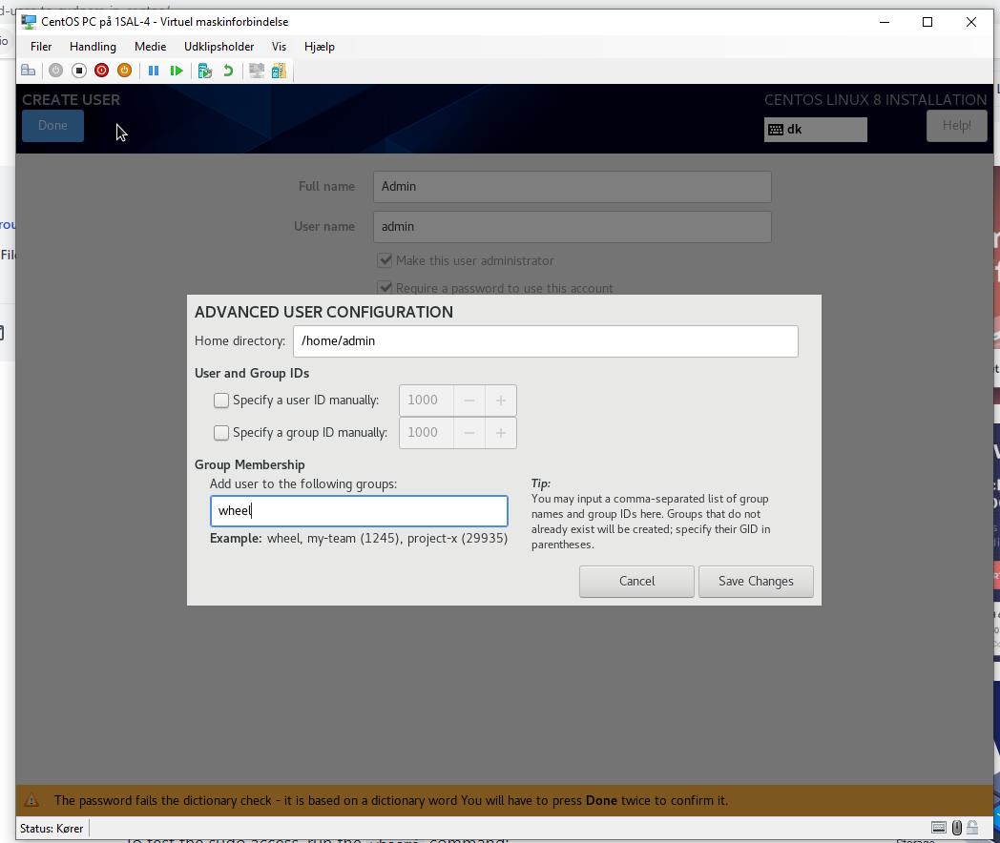 CentOS PC på 1SAL-4 - Virtuel maskinforbindelse
Filer Handling Medie Udklipsholder Vis Hjælp
CREATE USER
CENTOS LINUX 8 INSTALLATION
Done
dk
Help!
Full name Admin
User name admin
Make this user administrator
Require a password to use this account
ADVANCED USER CONFIGURATION
Home directory: /home/admin
User and Group IDs
Specify a user ID manually: 1000 − +
Specify a group ID manually: 1000 − +
Group Membership
Add user to the following groups:
wheel
Example: wheel, my-team (1245), project-x (29935)
Tip:
You may input a comma-separated list of group
names and group IDs here. Groups that do not
already exist will be created; specify their GID in
parentheses.
Cancel
Save Changes
The password fails the dictionary check - it is based on a dictionary word You will have to press Done twice to confirm it.
Status: Kører